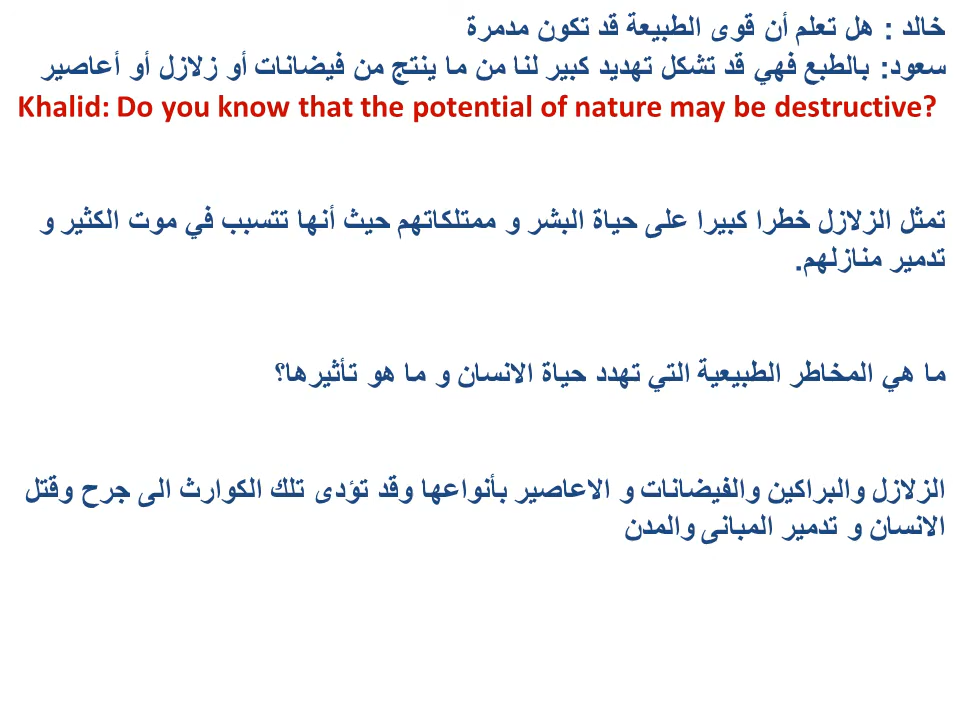 خالد : هل تعلم أن قوى الطبيعة قد تكون مدمرة
سعود: بالطبع فهي قد تشكل تهديد كبير لنا من ما ينتج من فيضانات أو زلازل أو أعاصير
Khalid: Do you know that the potential of nature may be destructive?
تمثل الزلازل خطرا كبيرا على حياة البشر و ممتلكاتهم حيث أنها تتسبب في موت الكثير و
تدمير منازلهم.
ما هي المخاطر الطبيعية التي تهدد حياة الانسان و ما هو تأثيرها؟
الزلازل والبراكين والفيضانات و الاعاصير بأنواعها وقد تؤدى تلك الكوارث الى جرح وقتل
الانسان و تدمير المبانى والمدن